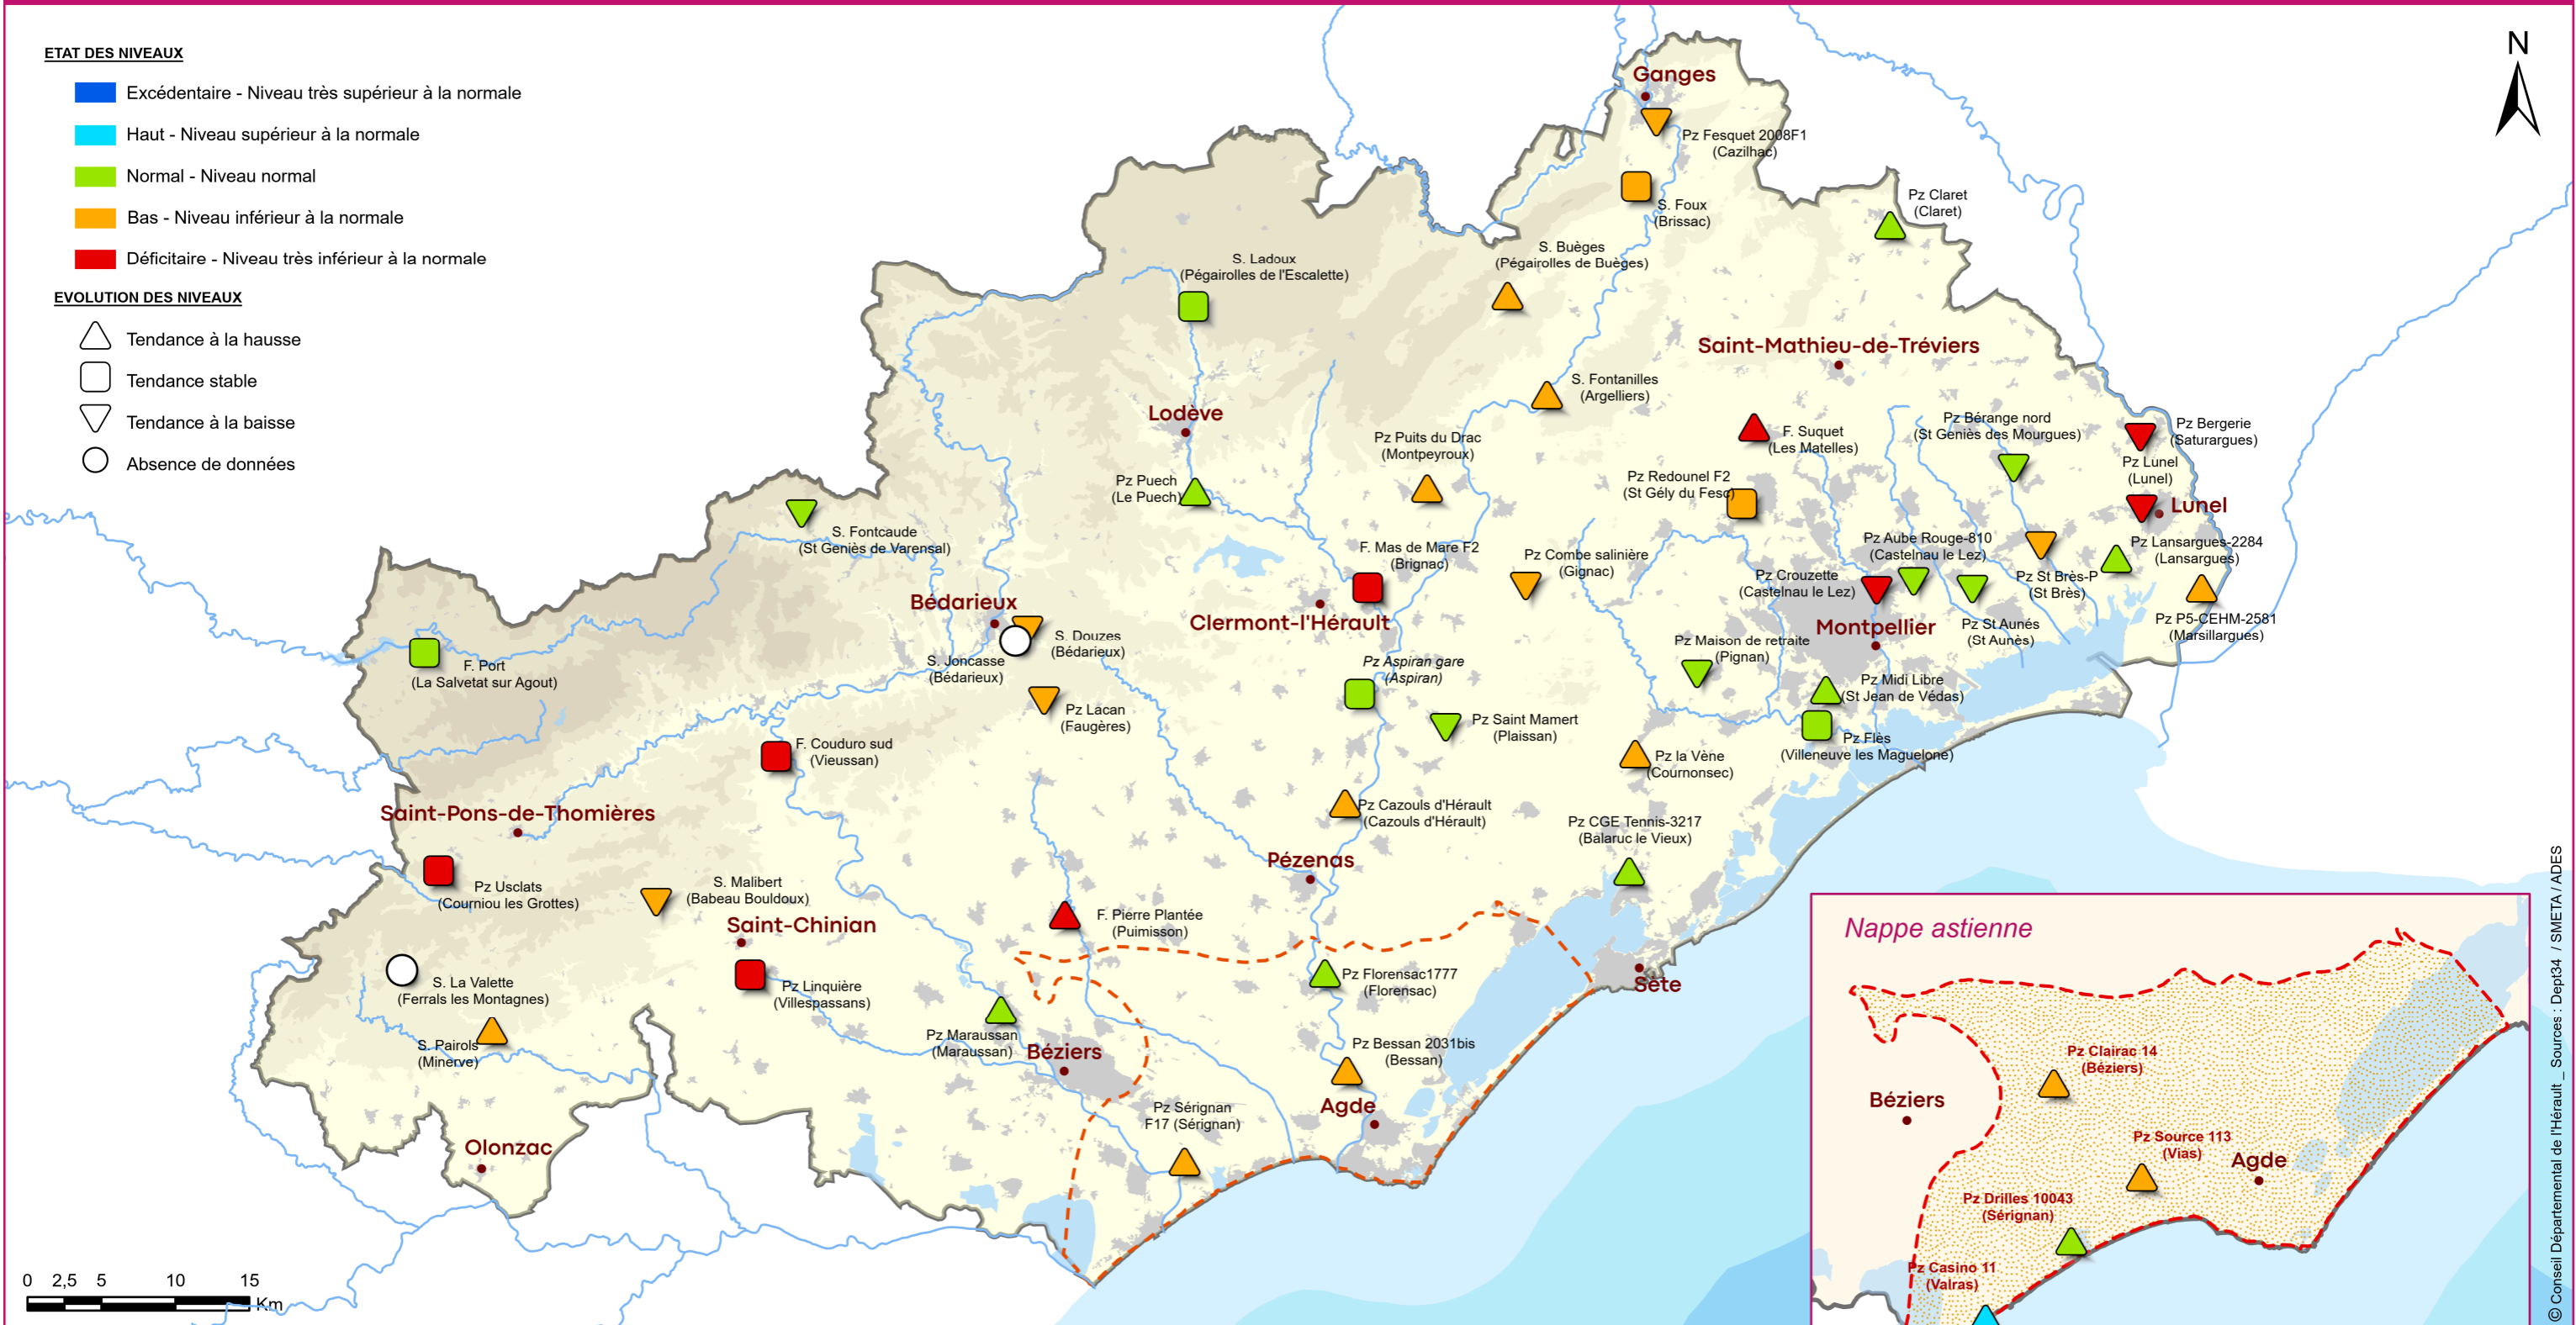 ETAT DES NIVEAUX
Excédentaire - Niveau très supérieur à la normale
Haut - Niveau supérieur à la normale
Normal - Niveau normal
Bas - Niveau inférieur à la normale
Déficitaire - Niveau très inférieur à la normale
EVOLUTION DES NIVEAUX
Tendance à la hausse
Tendance stable
Tendance à la baisse
Absence de données
N
Ganges
Pz Fesquet 2008F1
(Cazilhac)
S. Foux
(Brissac)
Pz Claret
(Claret)
S. Buèges
(Pégairolles de Buèges)
S. Ladoux
(Pégairolles de l'Escalette)
Saint-Mathieu-de-Tréviers
S. Fontanilles
(Argelliers)
Lodève
F. Suquet
(Les Matelles)
Pz Bérange nord
(St Geniès des Mourgues)
Pz Bergerie
(Saturargues)
Pz Puits du Drac
(Montpeyroux)
Pz Lunel
(Lunel)
Pz Puech
(Le Puech)
Pz Redounel F2
(St Gély du Fesc)
Lunel
S. Fontcaude
(St Geniès de Varensal)
F. Mas de Mare F2
(Brignac)
Pz Combe salinière
(Gignac)
Pz Aube Rouge-810
(Castelnau le Lez)
Pz Lansargues-2284
(Lansargues)
Pz Crouzette
(Castelnau le Lez)
Pz St Brès-P
(St Brès)
Bédarieux
Clermont-l'Hérault
Montpellier
Pz St Aunés
(St Aunès)
Pz P5-CEHM-2581
(Marsillargues)
S. Douzes
(Bédarieux)
S. Joncasse
(Bédarieux)
Pz Maison de retraite
(Pignan)
F. Port
(La Salvetat sur Agout)
Pz Aspiran gare
(Aspiran)
Pz Midi Libre
(St Jean de Védas)
Pz Lacan
(Faugères)
Pz Saint Mamert
(Plaissan)
Pz Flès
(Villeneuve les Maguelone)
F. Couduro sud
(Vieussan)
Pz la Vène
(Cournonsec)
Saint-Pons-de-Thomières
Pz Cazouls d'Hérault
(Cazouls d'Hérault)
Pz CGE Tennis-3217
(Balaruc le Vieux)
Pézenas
Pz Usclats
(Courniou les Grottes)
S. Malibert
(Babeau Bouldoux)
Saint-Chinian
F. Pierre Plantée
(Puimisson)
S. La Valette
(Ferrals les Montagnes)
Pz Linquière
(Villespassans)
Pz Florensac1777
(Florensac)
Sète
S. Pairols
(Minerve)
Pz Maraussan
(Maraussan)
Béziers
Pz Bessan 2031bis
(Bessan)
Agde
Pz Sérignan
F17 (Sérignan)
Olonzac
0 2,5 5 10 15
Km
Nappe astienne
Pz Clairac 14
(Béziers)
Béziers
Pz Source 113
(Vias)
Agde
Pz Drilles 10043
(Sérignan)
Pz Casino 11
(Valras)
© Conseil Départemental de l'Hérault _ Sources : Dept34 / SMETA / ADES